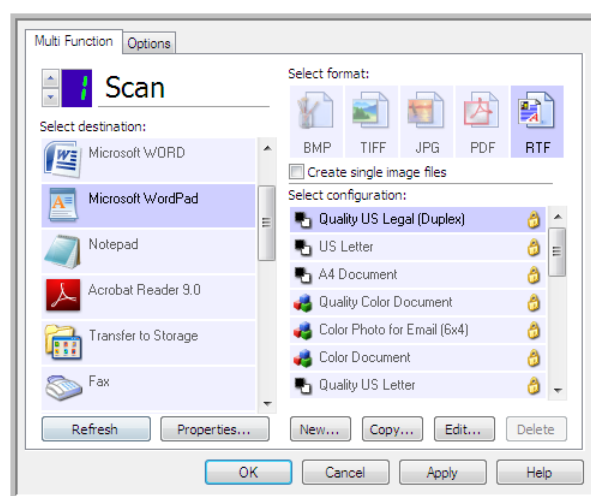 Multi Function
Options
1 Scan
Select destination:
Microsoft WORD
Microsoft WordPad
Notepad
Acrobat Reader 9.0
Transfer to Storage
Fax
Refresh
Properties...
Select format:
BMP TIFF JPG PDF RTF
Create single image files
Select configuration:
Quality US Legal (Duplex)
US Letter
A4 Document
Quality Color Document
Color Photo for Email (6x4)
Color Document
Quality US Letter
New... Copy... Edit... Delete
OK Cancel Apply Help